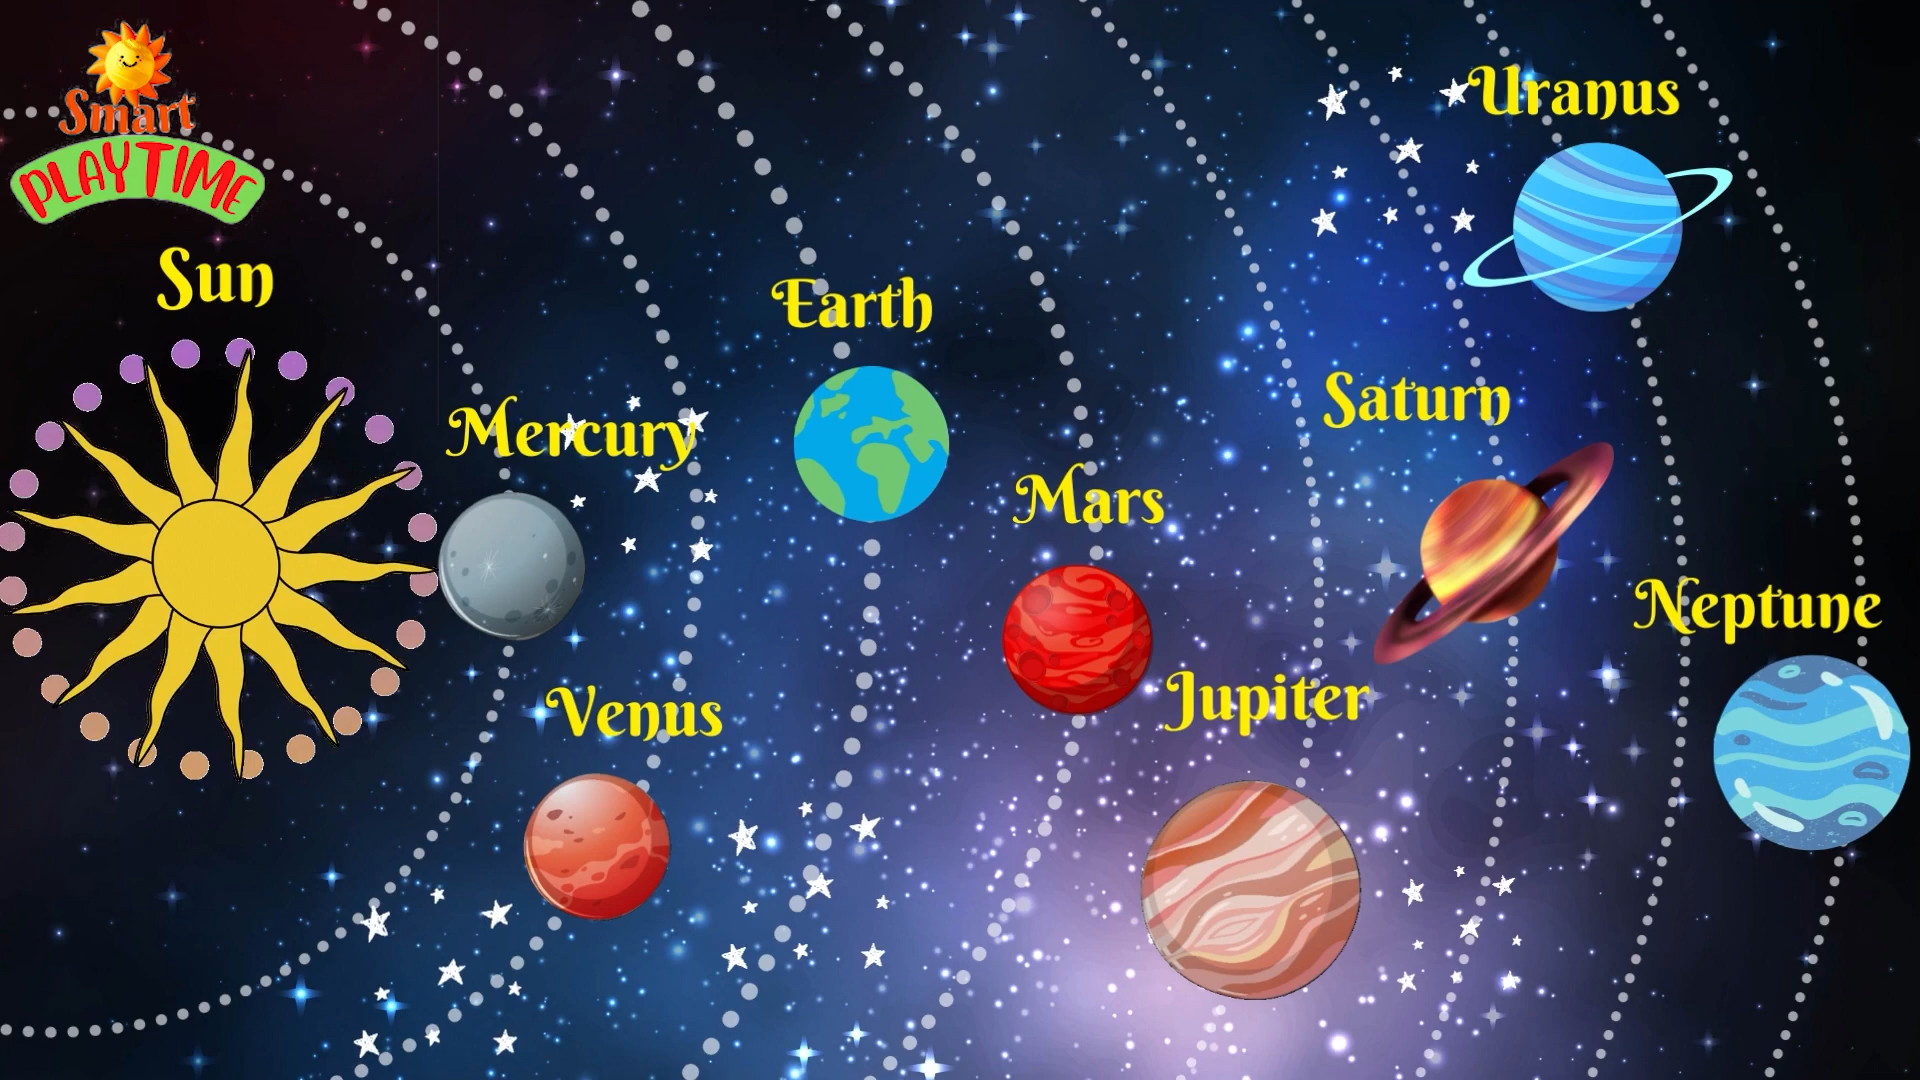 Smart
PLAYTIME
Sun
Mercury
Venus
Earth
Mars
Jupiter
Saturn
Uranus
Neptune